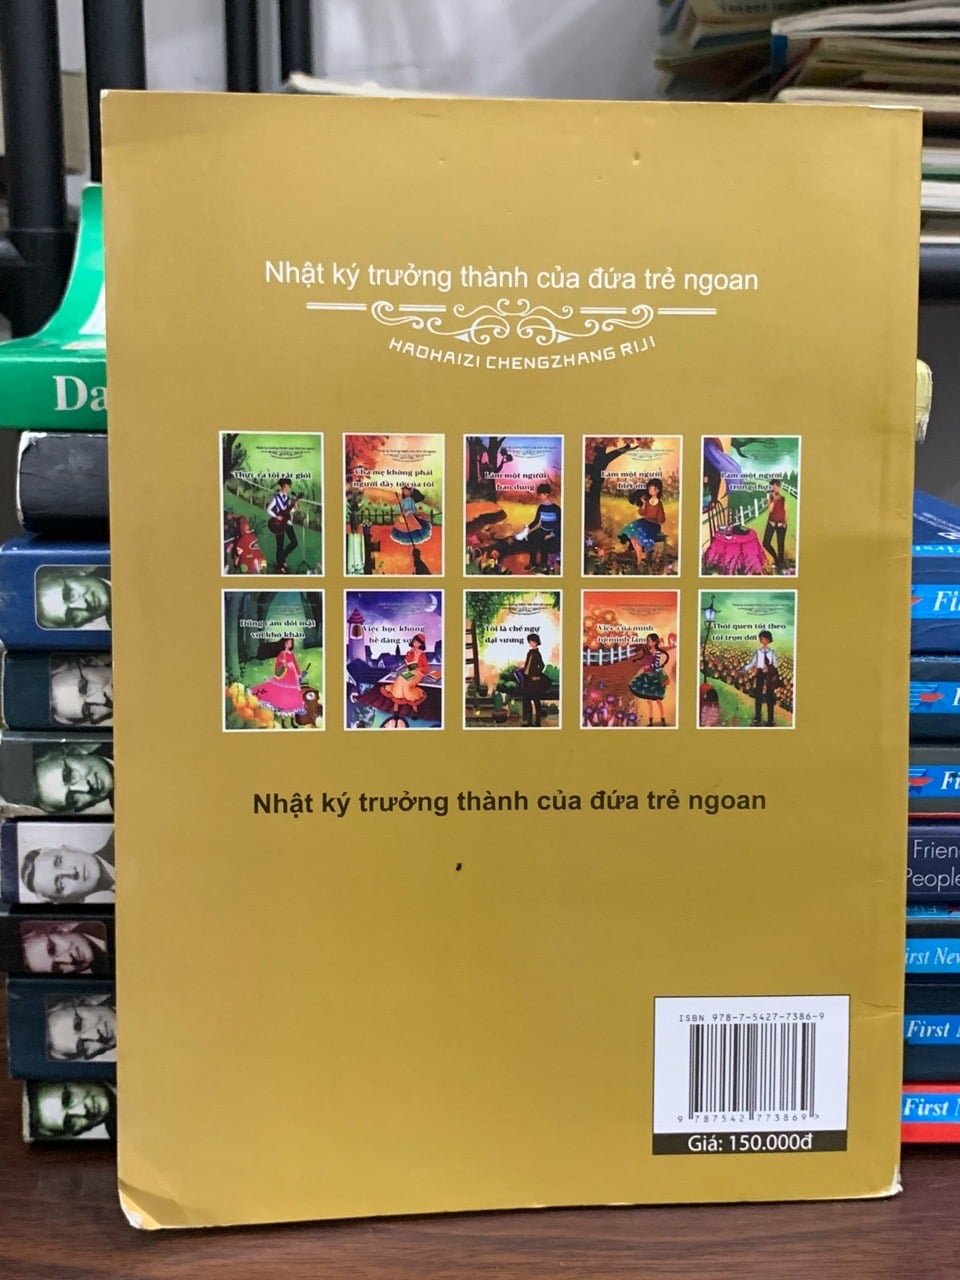 Nhật ký trưởng thành của đứa trẻ ngoan
HAOHAIZI CHENGZHANG RIJI
Thực ra tôi rất giỏi
Cha mẹ không phải
người đầy tớ của tôi
Làm một người
bao dung
Làm một người
biết ơn
Làm một người
trung thực
Dũng cảm đối mặt
với khó khăn
Việc học không
hề đáng sợ
Tôi là chế ngự
đại vương
Việc của mình
tự mình làm
Thói quen tốt theo
tôi trọn đời
Nhật ký trưởng thành của đứa trẻ ngoan
ISBN 978-7-5427-7386-9
9 787542 773869 >
Giá: 150.000đ
Da
First
Fi
Fi
Frien
People
irst New
First
First